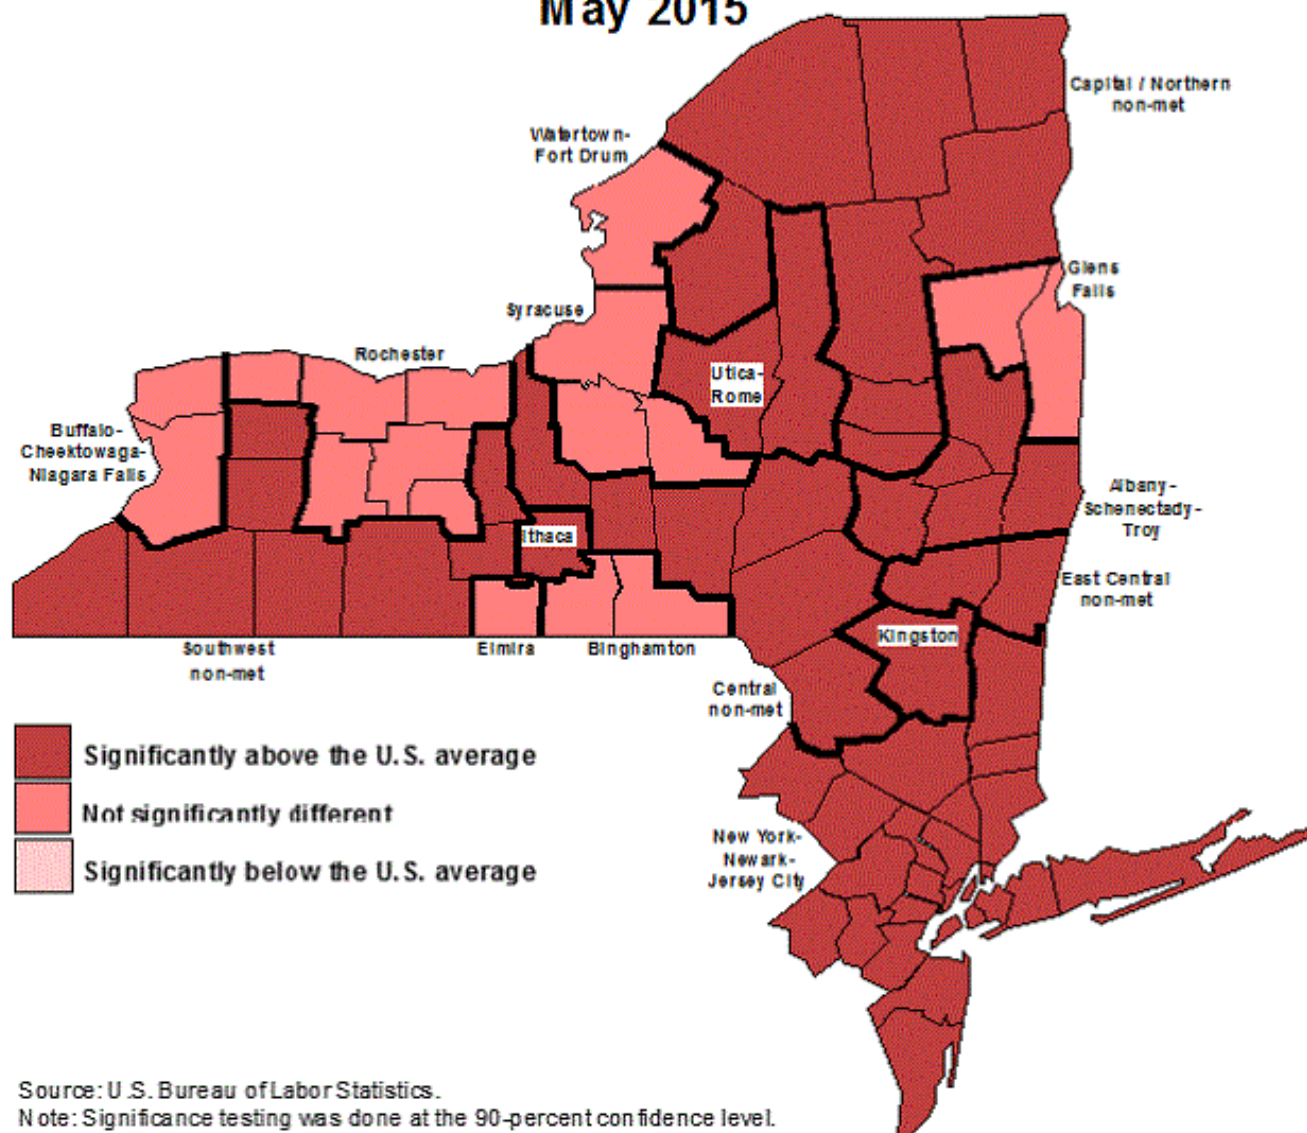 May 2015
Capital / Northern
non-met
Watertown-
Fort Drum
Glens
Falls
Syracuse
Rochester
Utica-
Rome
Buffalo-
Cheektowaga-
Niagara Falls
Albany-
Schenectady-
Troy
Ithaca
East Central
non-met
Kingston
Southwest
non-met
Elmira
Binghamton
Central
non-met
Significantly above the U.S. average
Not significantly different
Significantly below the U.S. average
New York-
Newark-
Jersey City
Source: U.S. Bureau of Labor Statistics.
Note: Significance testing was done at the 90-percent confidence level.